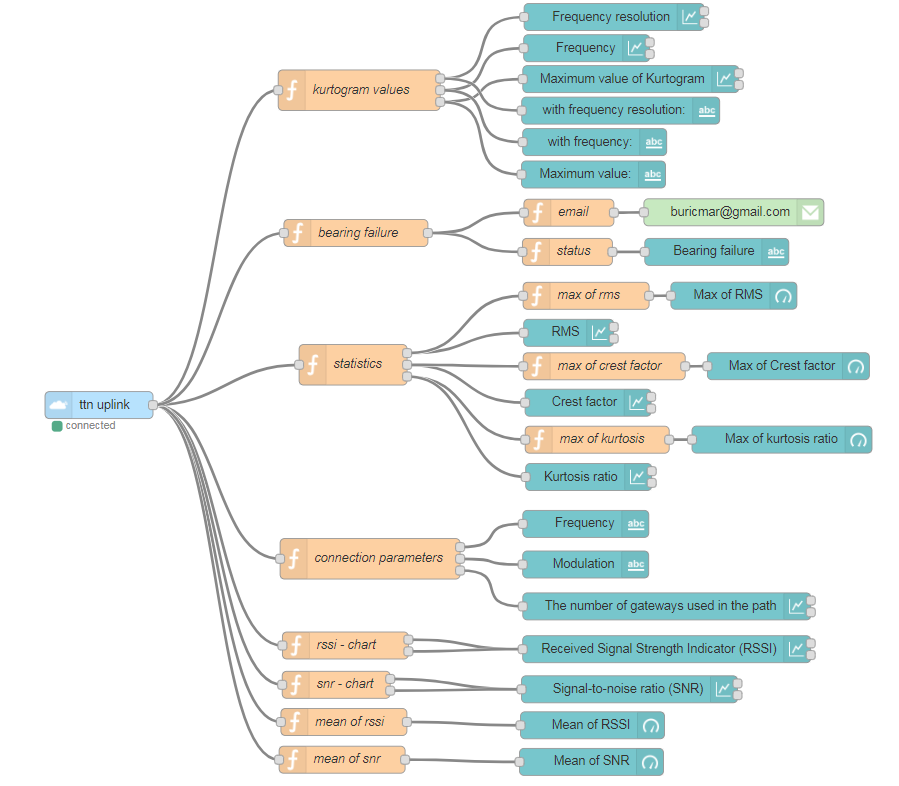 Frequency resolution
Frequency
kurtogram values
Maximum value of Kurtogram
with frequency resolution:
abc
with frequency:
abc
Maximum value:
abc
email
buricmar@gmail.com
bearing failure
status
Bearing failure
abc
max of rms
Max of RMS
RMS
statistics
max of crest factor
Max of Crest factor
ttn uplink
connected
Crest factor
max of kurtosis
Max of kurtosis ratio
Kurtosis ratio
Frequency
abc
connection parameters
Modulation
abc
The number of gateways used in the path
rssi - chart
Received Signal Strength Indicator (RSSI)
snr - chart
Signal-to-noise ratio (SNR)
mean of rssi
Mean of RSSI
mean of snr
Mean of SNR